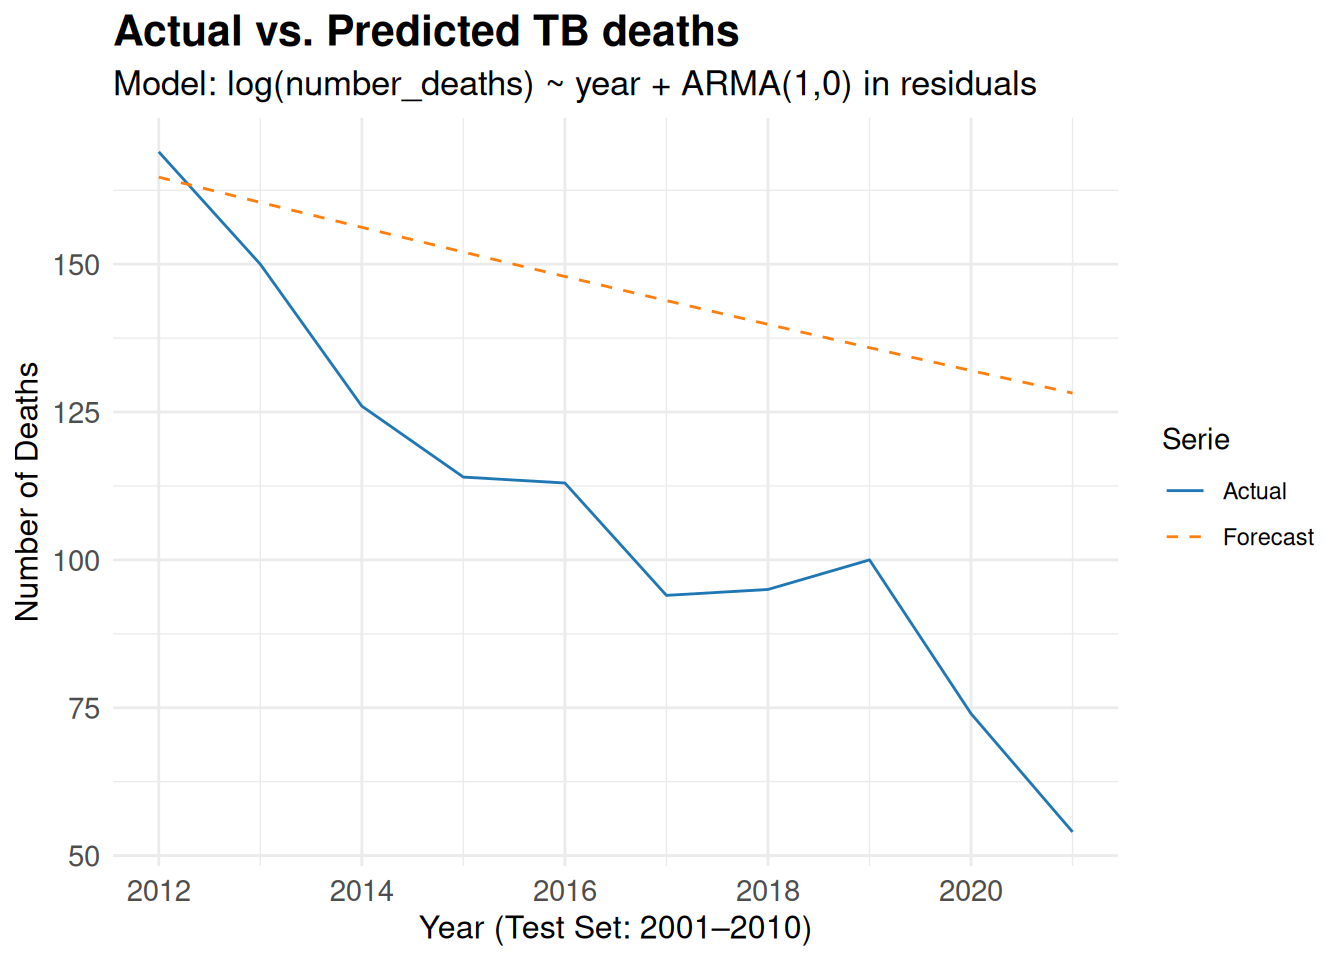 Actual vs. Predicted TB deaths
Model: log(number_deaths) ~ year + ARMA(1,0) in residuals
Number of Deaths
150
125
100
75
50
2012 2014 2016 2018 2020
Year (Test Set: 2001–2010)
Serie
Actual
Forecast